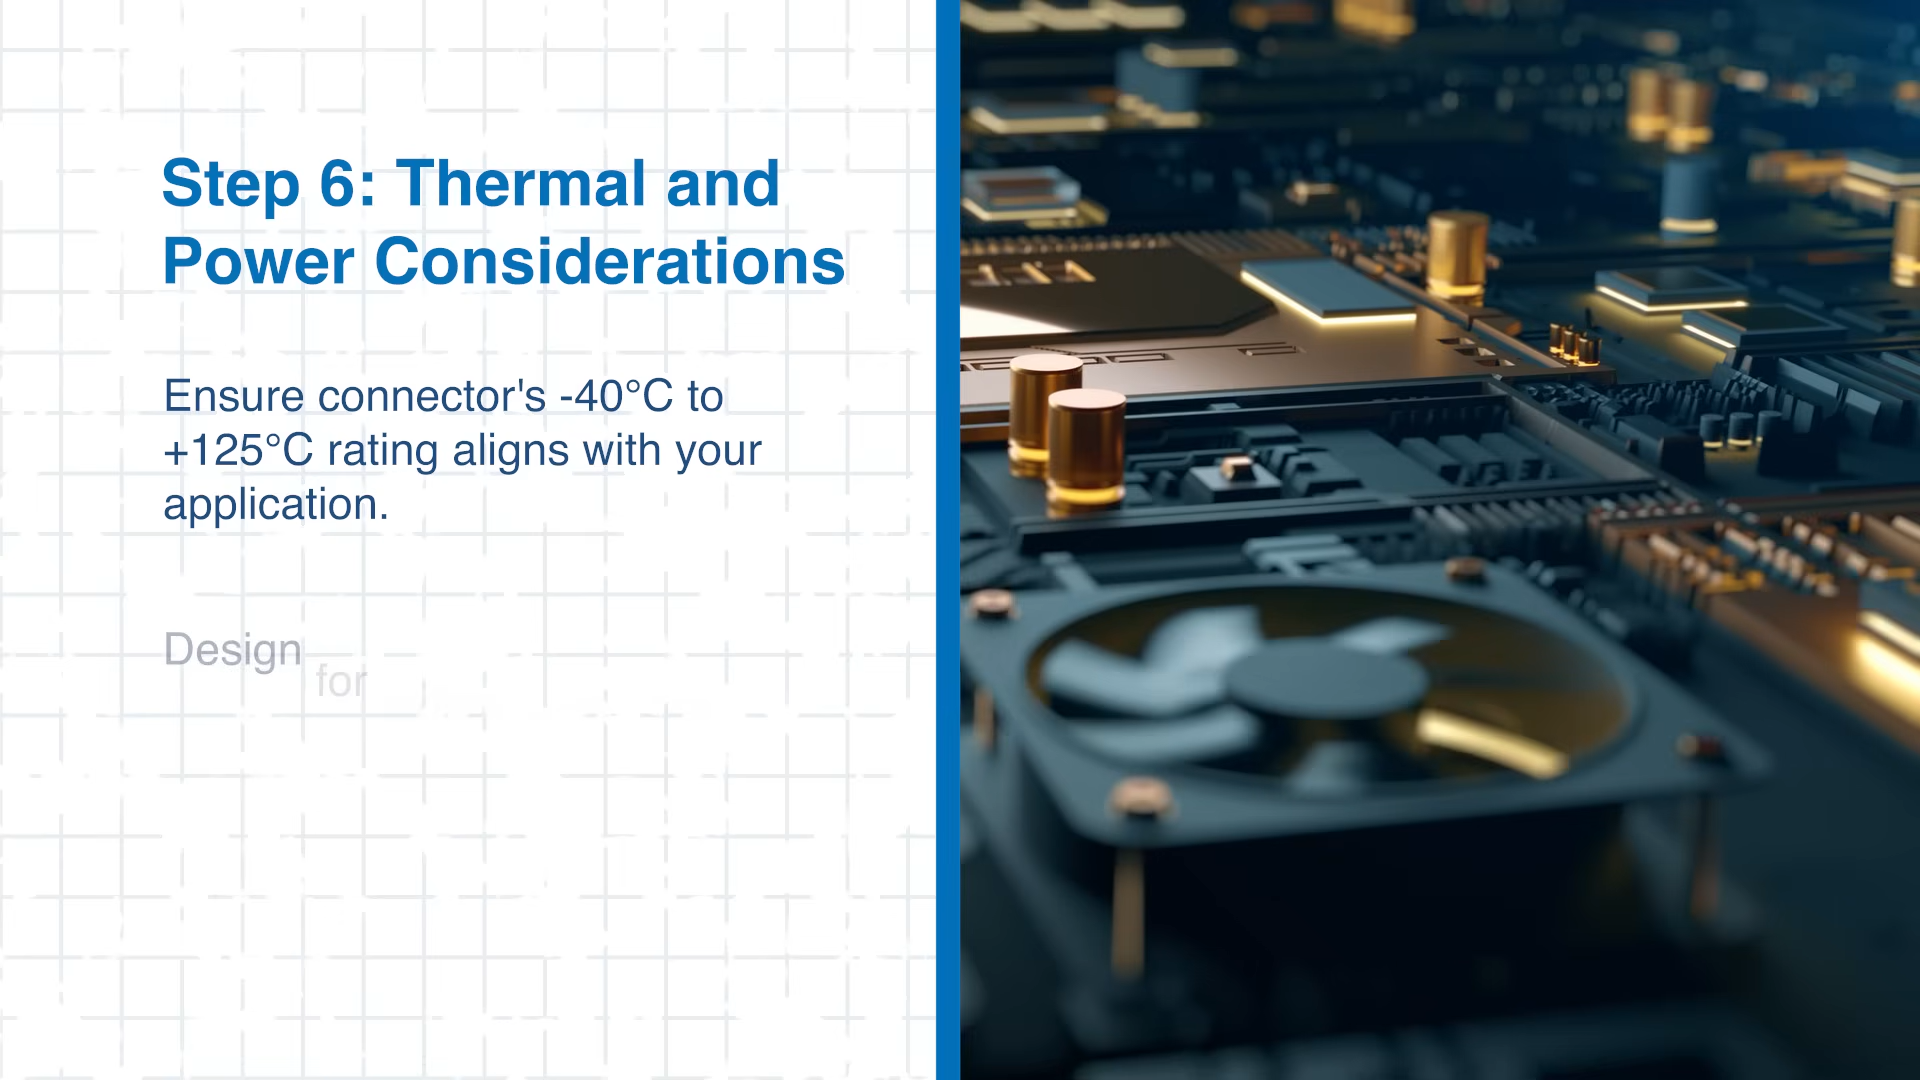 Step 6: Thermal and
Power Considerations
Ensure connector's -40°C to
+125°C rating aligns with your
application.
Design for